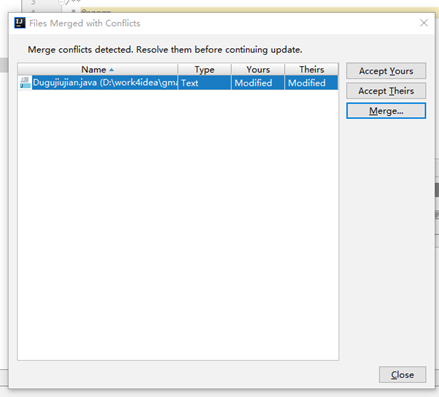 Files Merged with Conflicts
Merge conflicts detected. Resolve them before continuing update.
Name Type Yours Theirs
Dugujiujian.java (D:\work4idea\gma Text Modified Modified
Accept Yours
Accept Theirs
Merge...
Close